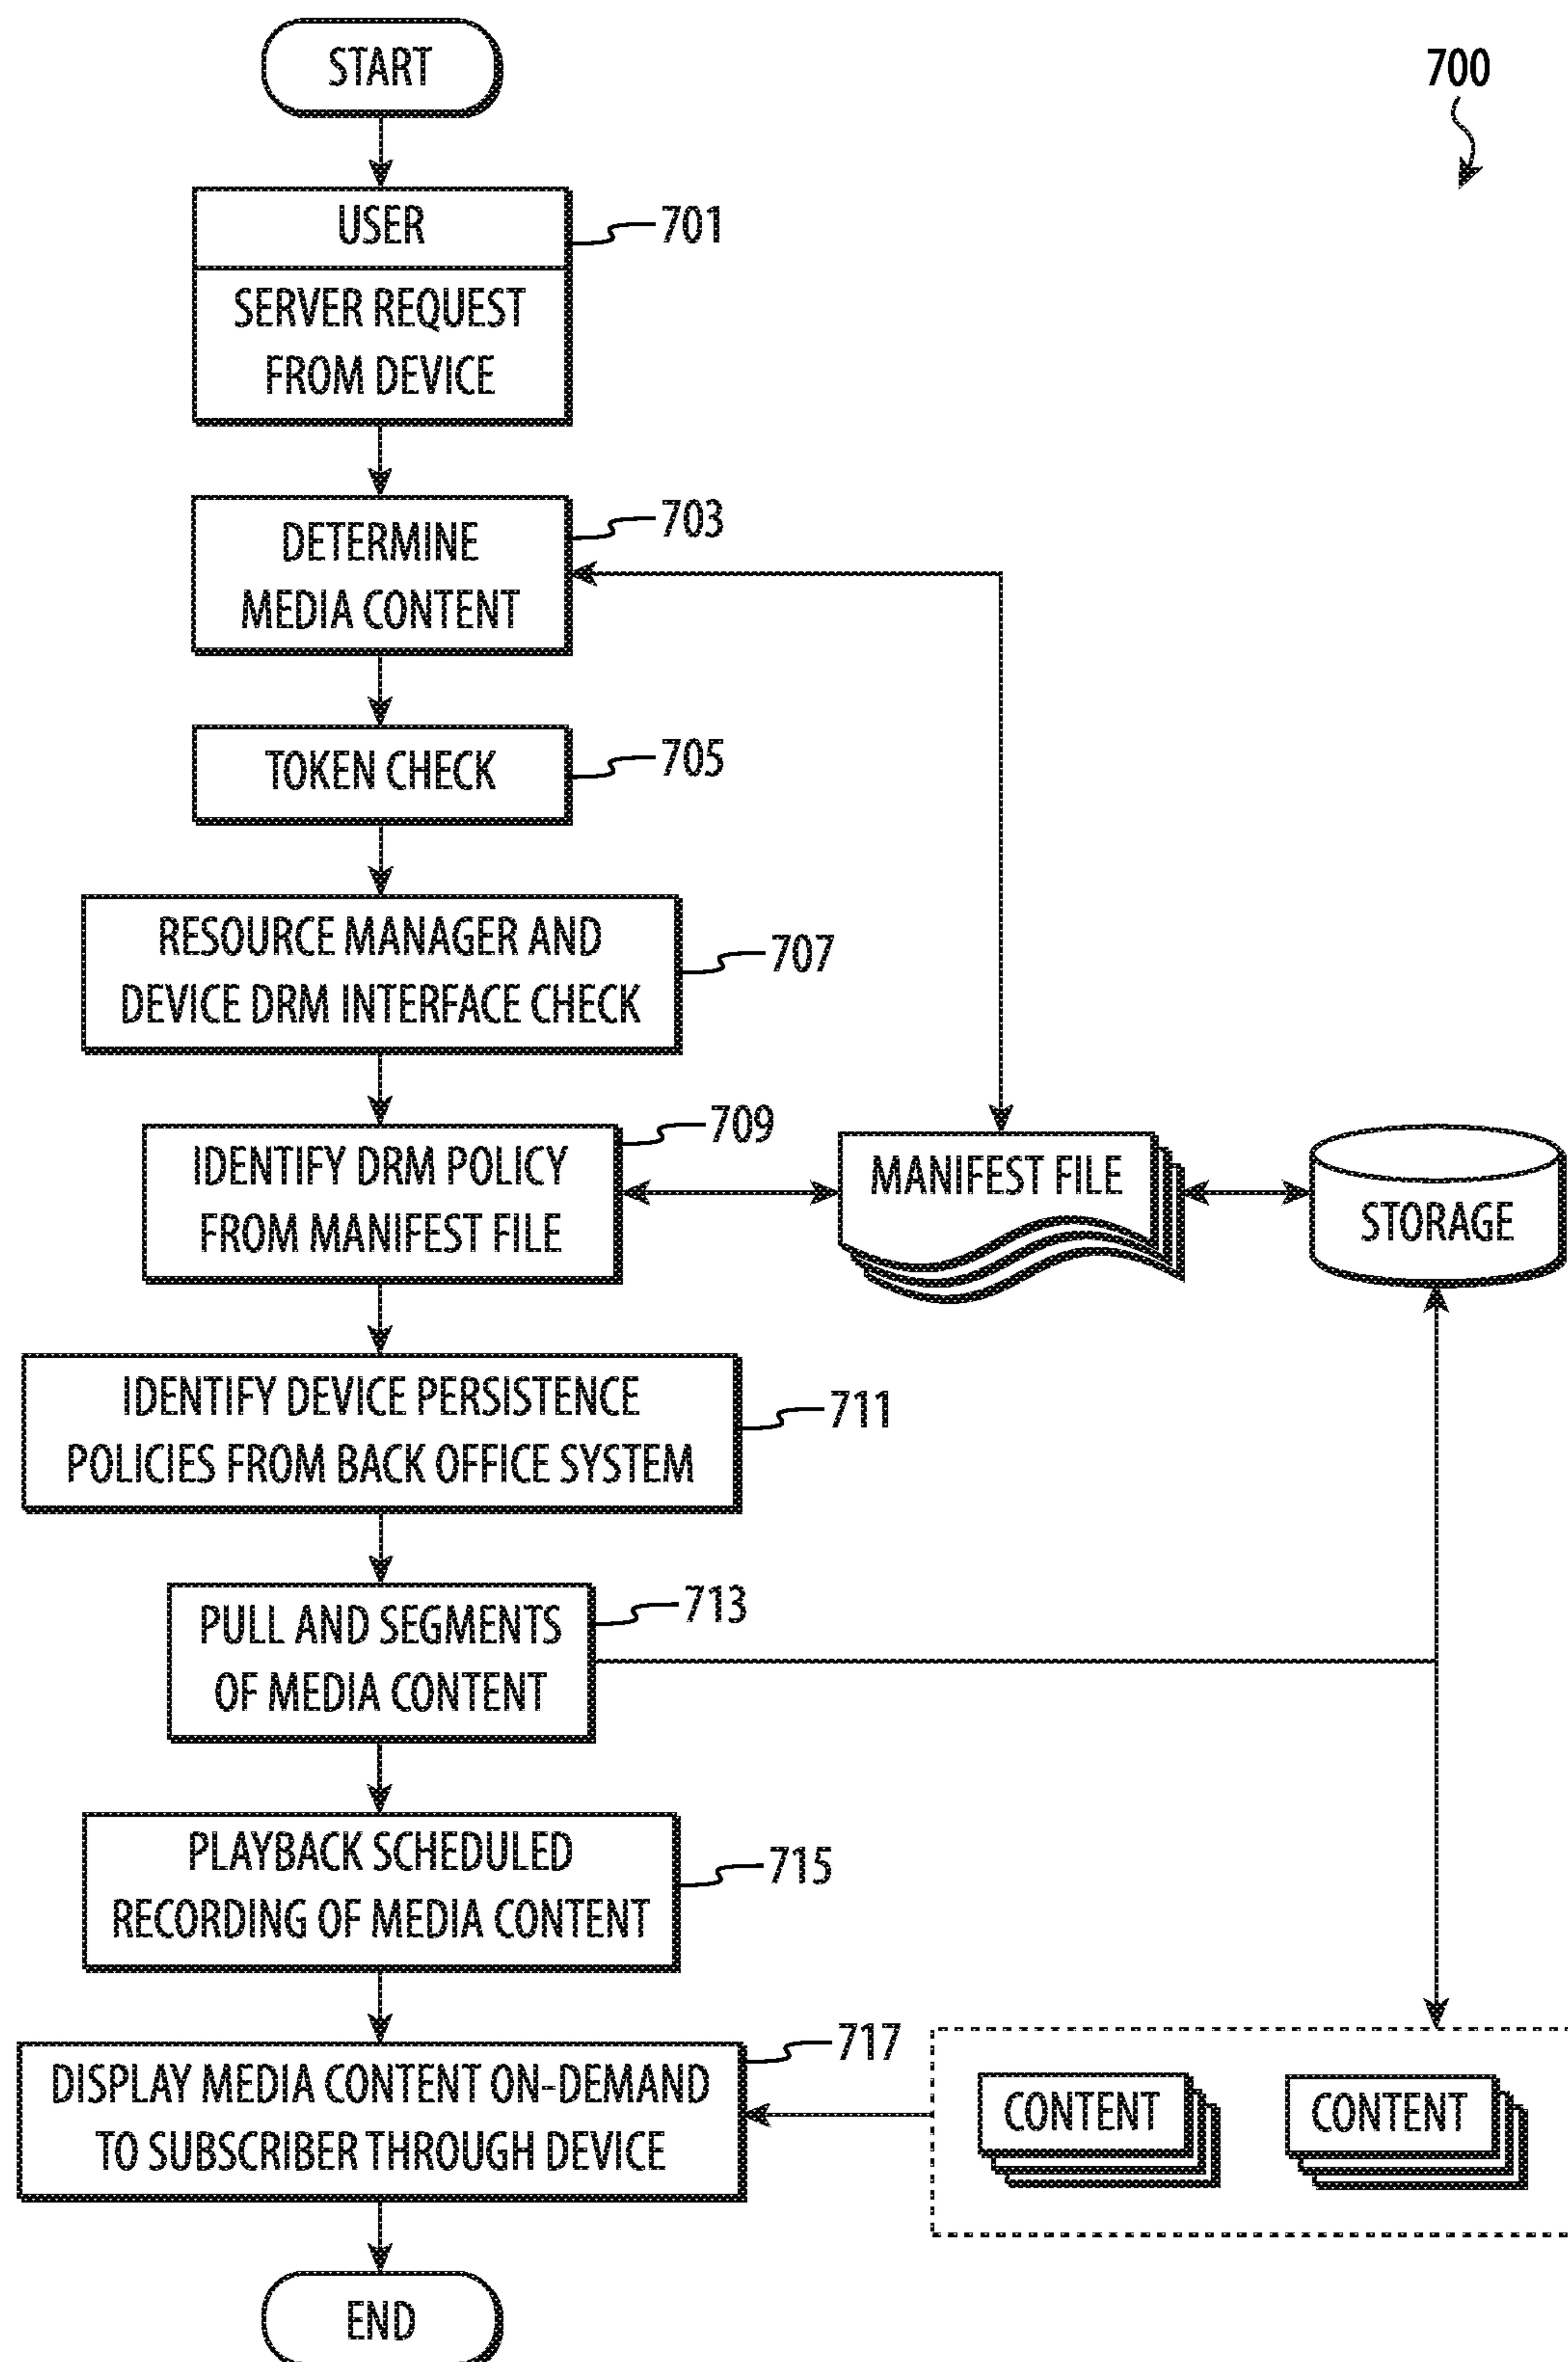 START
700
USER
701
SERVER REQUEST
FROM DEVICE
DETERMINE
MEDIA CONTENT
703
TOKEN CHECK
705
RESOURCE MANAGER AND
DEVICE DRM INTERFACE CHECK
707
IDENTIFY DRM POLICY
FROM MANIFEST FILE
709
MANIFEST FILE
STORAGE
IDENTIFY DEVICE PERSISTENCE
POLICIES FROM BACK OFFICE SYSTEM
711
PULL AND SEGMENTS
OF MEDIA CONTENT
713
PLAYBACK SCHEDULED
RECORDING OF MEDIA CONTENT
715
DISPLAY MEDIA CONTENT ON-DEMAND
TO SUBSCRIBER THROUGH DEVICE
717
CONTENT
CONTENT
END